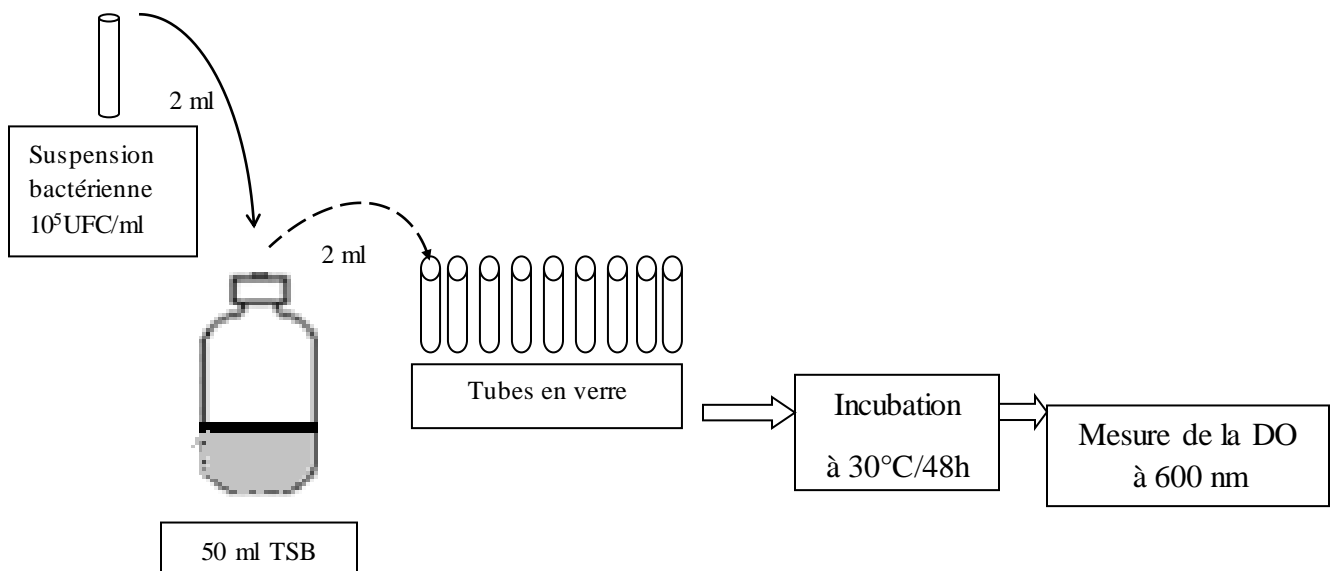 2 ml
Suspension
bactérienne
10⁵UFC/ml
2 ml
Tubes en verre
Incubation
à 30°C/48h
Mesure de la DO
à 600 nm
50 ml TSB